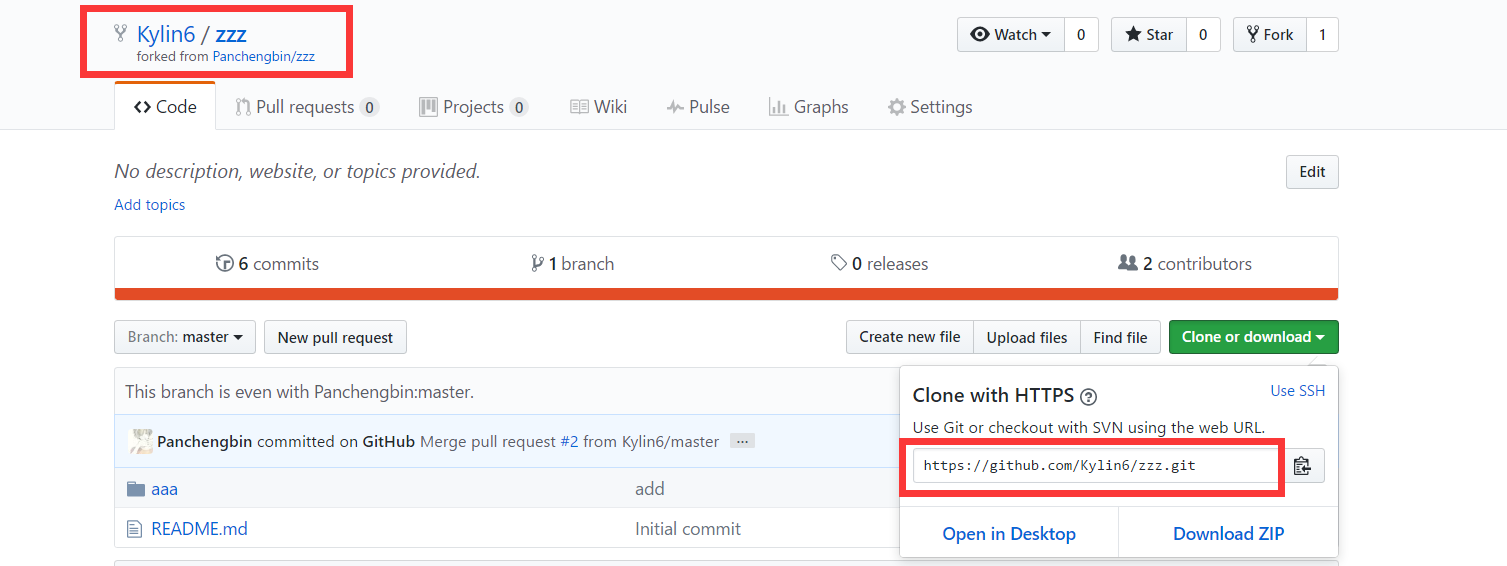 Kylin6 / zzz
forked from Panchengbin/zzz
Watch 0 Star 0 Fork 1
Code Pull requests 0 Projects 0 Wiki Pulse Graphs Settings
No description, website, or topics provided. Edit
Add topics
6 commits 1 branch 0 releases 2 contributors
Branch: master New pull request Create new file Upload files Find file Clone or download
This branch is even with Panchengbin:master.
Panchengbin committed on GitHub Merge pull request #2 from Kylin6/master ...
aaa add
README.md Initial commit
Clone with HTTPS ? Use SSH
Use Git or checkout with SVN using the web URL.
https://github.com/Kylin6/zzz.git
Open in Desktop Download ZIP